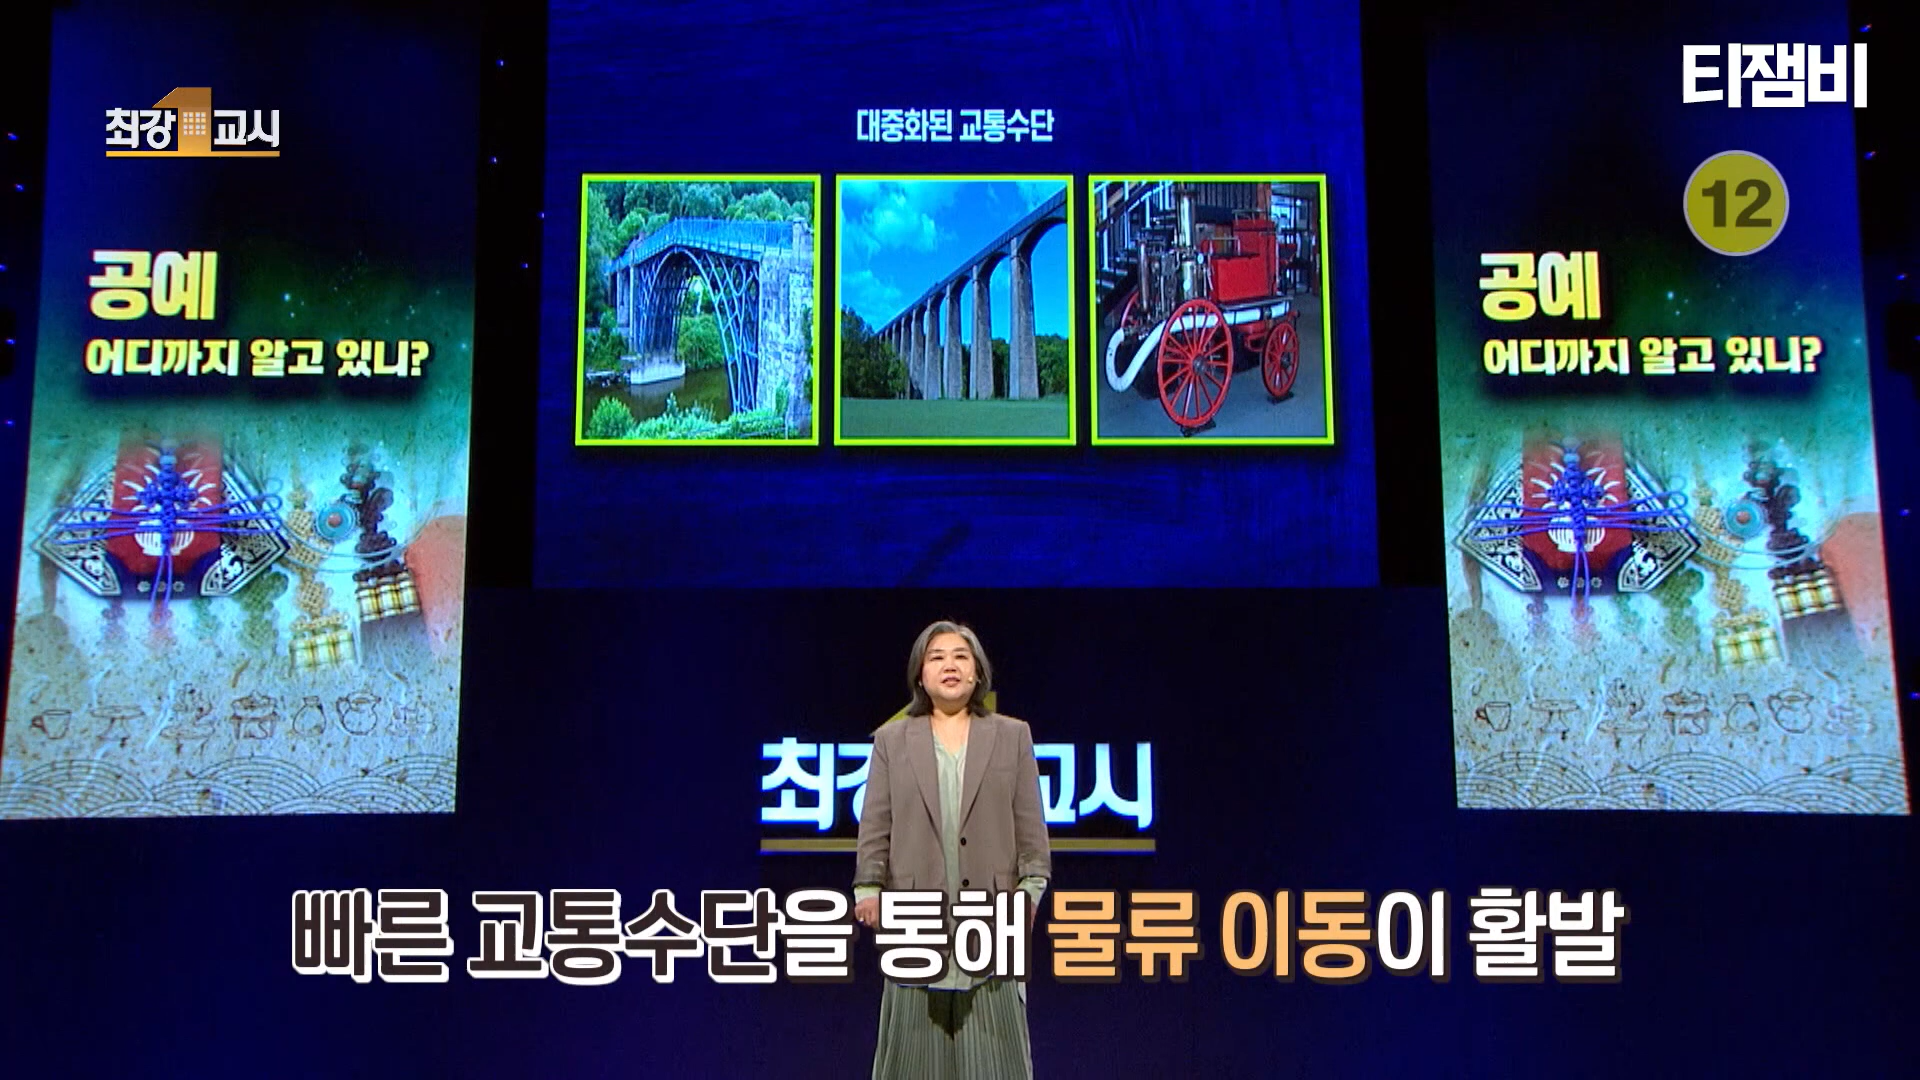 티잼비
최강1교시
대중화된 교통수단
12
공예
어디까지 알고 있니?
공예
어디까지 알고 있니?
최강 교시
빠른 교통수단을 통해 물류 이동이 활발